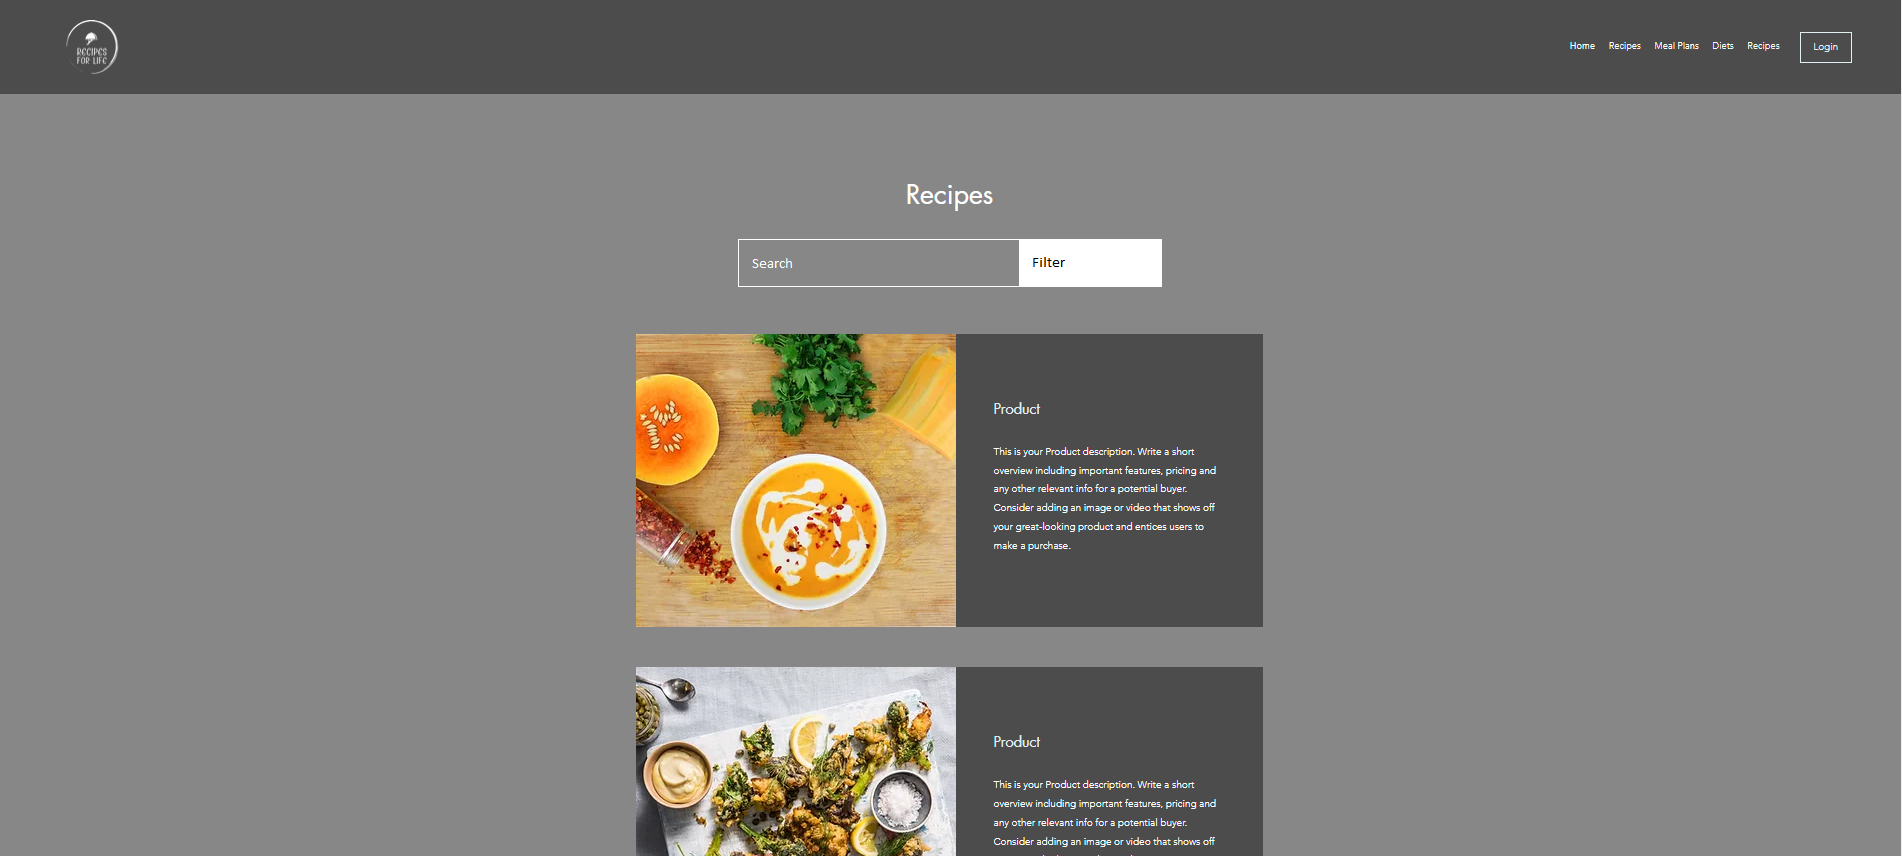 RECIPES
FOR LIFE
Home Recipes Meal Plans Diets Recipes Login
Recipes
Search Filter
Product
This is your Product description. Write a short
overview including important features, pricing and
any other relevant info for a potential buyer.
Consider adding an image or video that shows off
your great-looking product and entices users to
make a purchase.
Product
This is your Product description. Write a short
overview including important features, pricing and
any other relevant info for a potential buyer.
Consider adding an image or video that shows off